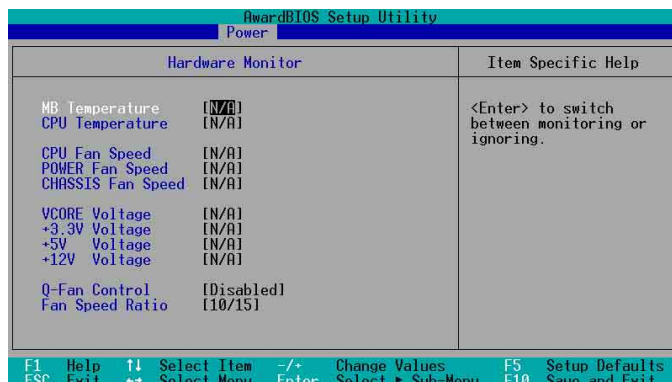 AwardBIOS Setup Utility
Power
Hardware Monitor
Item Specific Help
MB Temperature [N/A]
CPU Temperature [N/A]
CPU Fan Speed [N/A]
POWER Fan Speed [N/A]
CHASSIS Fan Speed [N/A]
VCORE Voltage [N/A]
+3.3V Voltage [N/A]
+5V Voltage [N/A]
+12V Voltage [N/A]
Q-Fan Control [Disabled]
Fan Speed Ratio [10/15]
<Enter> to switch
between monitoring or
ignoring.
F1 Help ↑↓ Select Item -/+ Change Values F5 Setup Defaults
ESC Exit ←→ Select Menu Enter Select ► Sub-Menu F10 Save and Exit